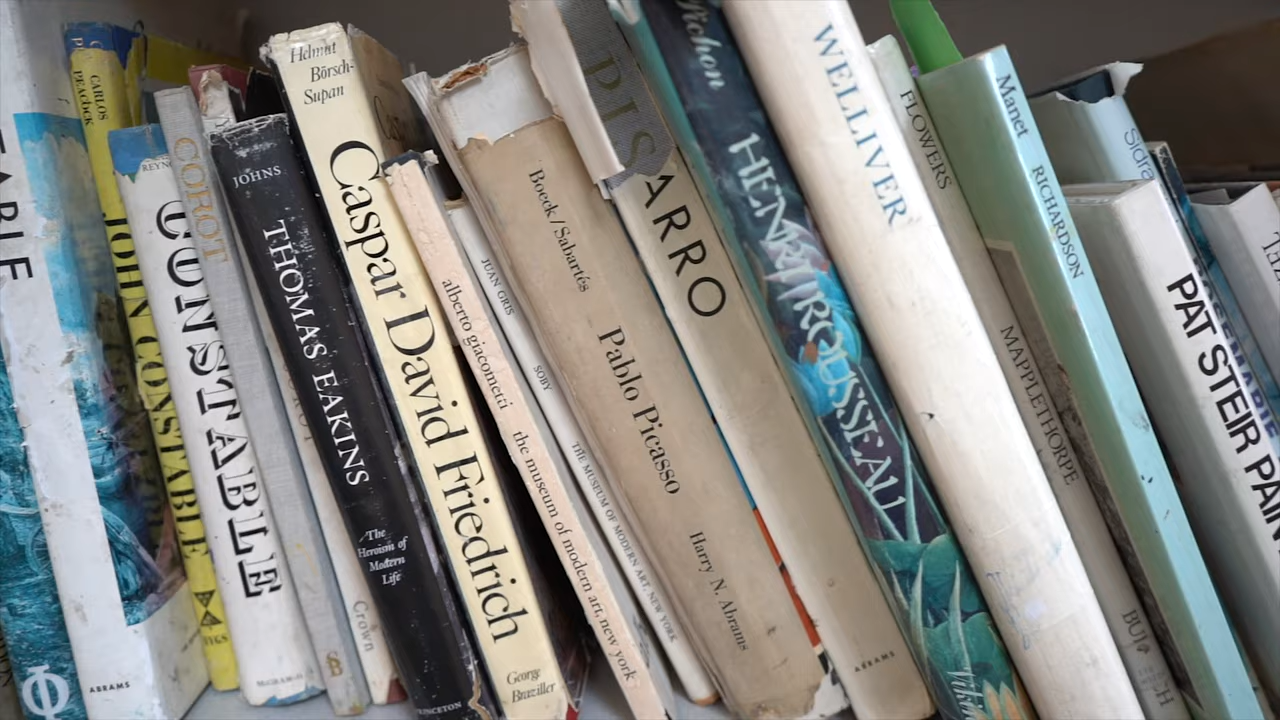 CARLOS
PEACOCK
JOHN CONSTABLE
ABRAMS
REYN
CONSTABLE
COROT
Crown
JOHNS
THOMAS EAKINS
The
Heroism of
Modern
Life
Helmut
Börsch-
Supan
Caspar David Friedrich
George
Braziller
alberto giacometti
the museum of modern art, new york
JUAN GRIS
SOBY
THE MUSEUM OF MODERN ART, NEW YORK
Boeck / Sabartés
Pablo Picasso
Harry N. Abrams
PISSARRO
ABRAMS
Pichon
HENRI ROUSSEAU
Viking
WELLIVER
FLOWERS
MAPPLETHORPE
Manet
RICHARDSON
PAT STEIR PAIN